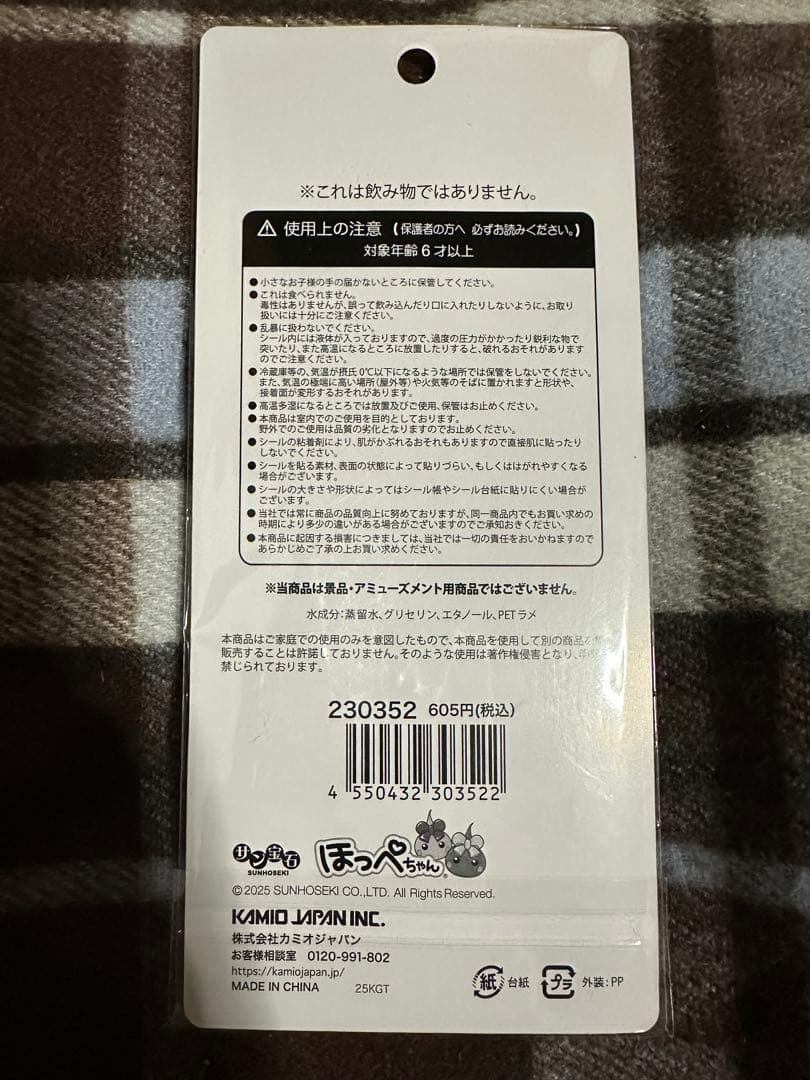 ※これは飲み物ではありません。
⚠ 使用上の注意 (保護者の方へ 必ずお読みください。)
対象年齢6才以上
●小さなお子様の手の届かないところに保管してください。
●これは食べられません。
毒性はありませんが、誤って飲み込んだり口に入れたりしないように、お取り
扱いには十分にご注意ください。
●乱暴に扱わないでください。
シール内には液体が入っておりますので、過度の圧力がかかったり鋭利な物で
突いたり、また高温になるところに放置したりすると、破れるおそれがあります
のでご注意ください。
●冷蔵庫等の、気温が摂氏0℃以下になるような場所では保管をしないでください。
また、気温の極端に高い場所(屋外等)や火気等のそばに置かれますと形状や、
接着面が変形するおそれがあります。
●高温多湿になるところでは放置及びご使用、保管はお止めください。
●本商品は室内でのご使用を目的としております。
野外でのご使用は品質の劣化となりますのでお止めください。
●シールの粘着剤により、肌がかぶれるおそれもありますので直接肌に貼ったり
しないでください。
●シールを貼る素材、表面の状態によって貼りづらい、もしくははがれやすくなる
場合がございます。
●シールの大きさや形状によってはシール帳やシール台紙に貼りにくい場合が
ございます。
●当社では常に商品の品質向上に努めておりますが、同一商品内でもお買い求めの
時期により多少の違いがある場合がございますのでご承知おきください。
●本商品に起因する損害につきましては、当社では一切の責任をおいかねますので
あらかじめご了承の上お買い求めください。
※当商品は景品・アミューズメント用商品ではございません。
水成分:蒸留水、グリセリン、エタノール、PETラメ
本商品はご家庭での使用のみを意図したもので、本商品を使用して別の商品を
販売することは許諾しておりません。そのような使用は著作権侵害となり、
禁じられております。
230352 605円(税込)
4 550432 303522
サン宝石
SUNHOSEKI
ほっぺちゃん
©2025 SUNHOSEKI CO.,LTD. All Rights Reserved.
KAMIO JAPAN INC.
株式会社カミオジャパン
お客様相談室 0120-991-802
https://kamiojapan.jp/
MADE IN CHINA 25KGT
紙 台紙 プラ 外装:PP